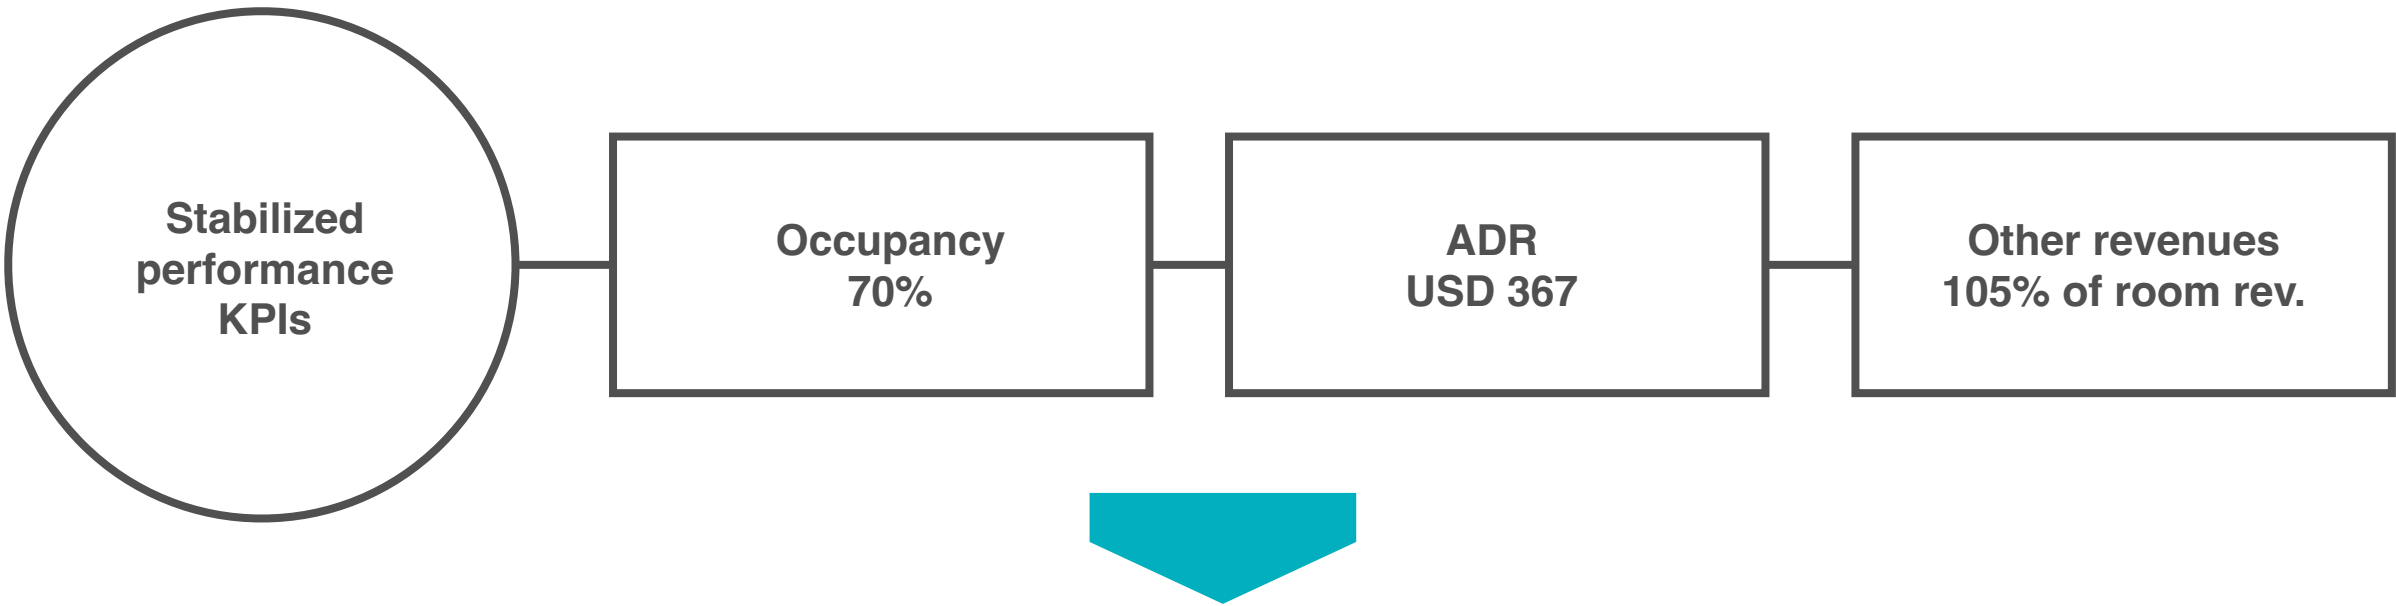 Stabilized
performance
KPIs
Occupancy
70%
ADR
USD 367
Other revenues
105% of room rev.